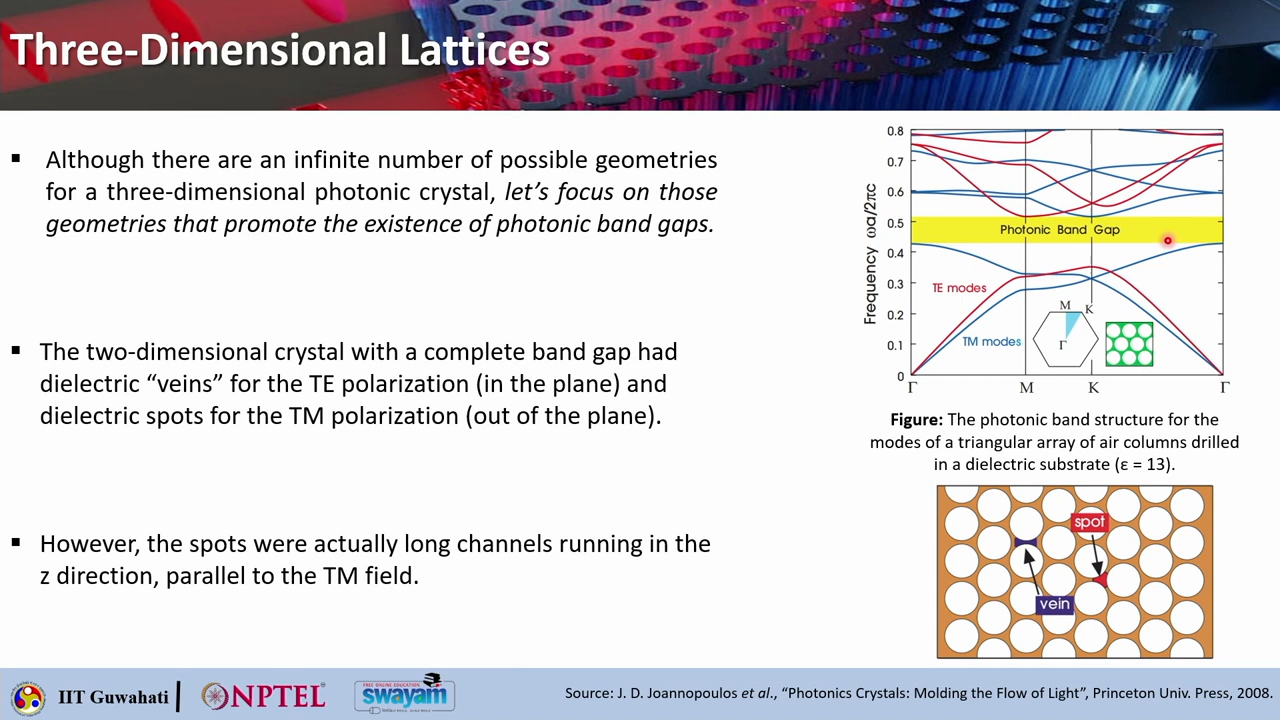 Three-Dimensional Lattices
▪ Although there are an infinite number of possible geometries
for a three-dimensional photonic crystal, let’s focus on those
geometries that promote the existence of photonic band gaps.
▪ The two-dimensional crystal with a complete band gap had
dielectric “veins” for the TE polarization (in the plane) and
dielectric spots for the TM polarization (out of the plane).
▪ However, the spots were actually long channels running in the
z direction, parallel to the TM field.
Frequency ωa/2πc
0.8
0.7
0.6
0.5
0.4
0.3
0.2
0.1
0
Photonic Band Gap
TE modes
TM modes
M
K
Γ
Γ M K Γ
Figure: The photonic band structure for the
modes of a triangular array of air columns drilled
in a dielectric substrate (ε = 13).
spot
vein
IIT Guwahati
NPTEL
FREE ONLINE EDUCATION
swayam
Source: J. D. Joannopoulos et al., “Photonics Crystals: Molding the Flow of Light”, Princeton Univ. Press, 2008.